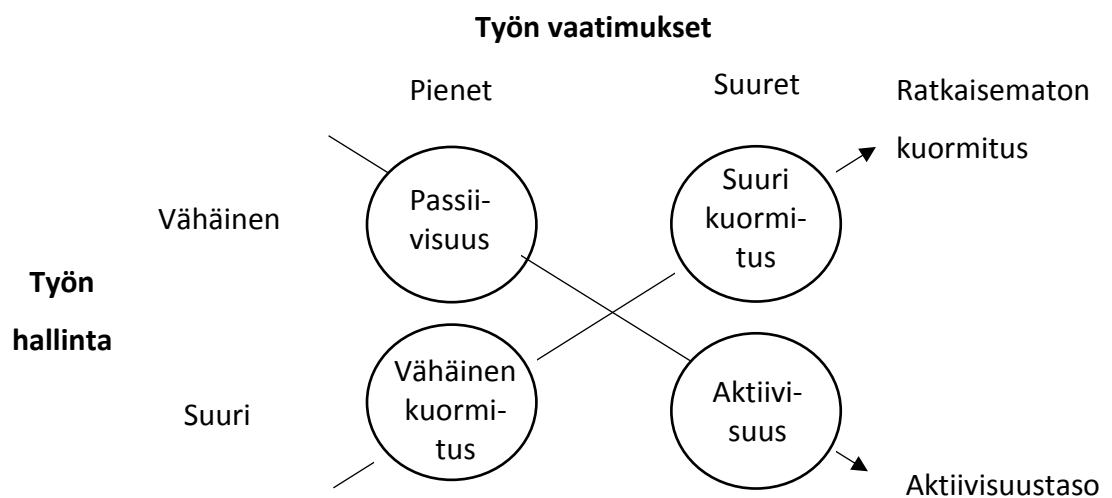 Työn vaatimukset
Pienet
Suuret
Ratkaisematon
kuormitus
Vähäinen
Passii-
visuus
Suuri
kuormi-
tus
Työn
hallinta
Suuri
Vähäinen
kuormi-
tus
Aktiivi-
suus
Aktiivisuustaso